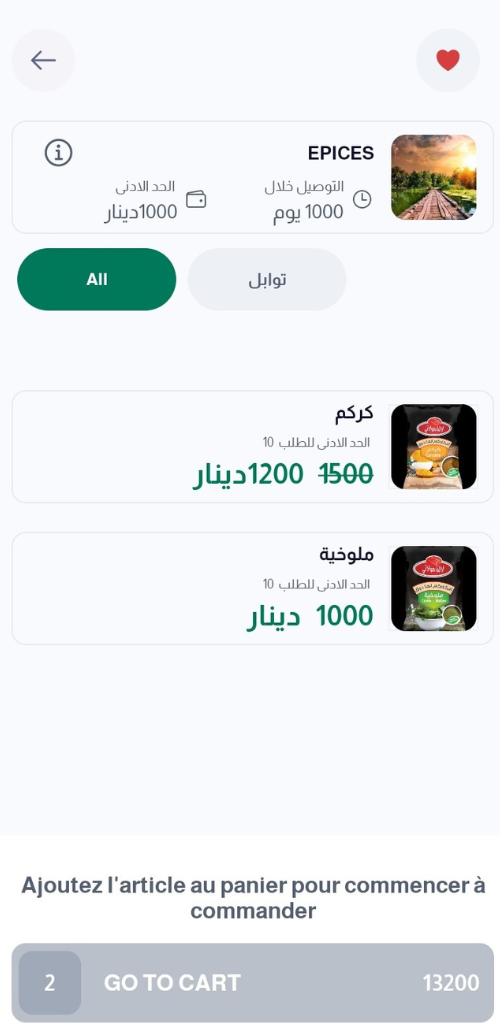 EPICES
التوصيل خلال
1000 يوم
الحد الادنى
1000دينار
All
توابل
كركم
الحد الادنى للطلب 10
1500 1200دينار
ملوخية
الحد الادنى للطلب 10
1000 دينار
Ajoutez l'article au panier pour commencer à
commander
2 GO TO CART 13200